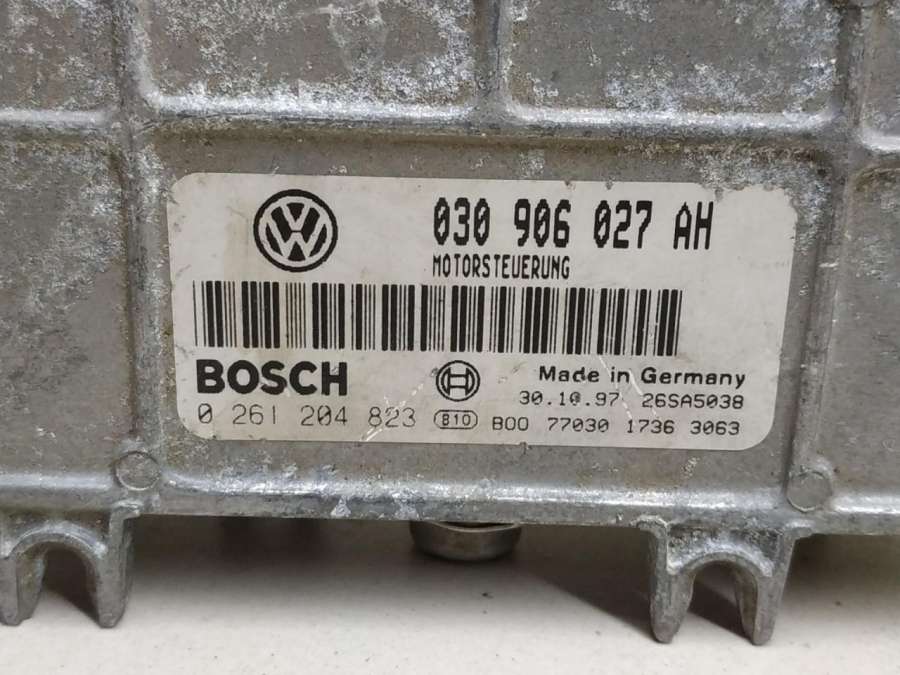 030 906 027 AH
MOTORSTEUERUNG
BOSCH
Made in Germany
0 261 204 823
30.10.97 26SA5038
B10
B00 77030 1736 3063